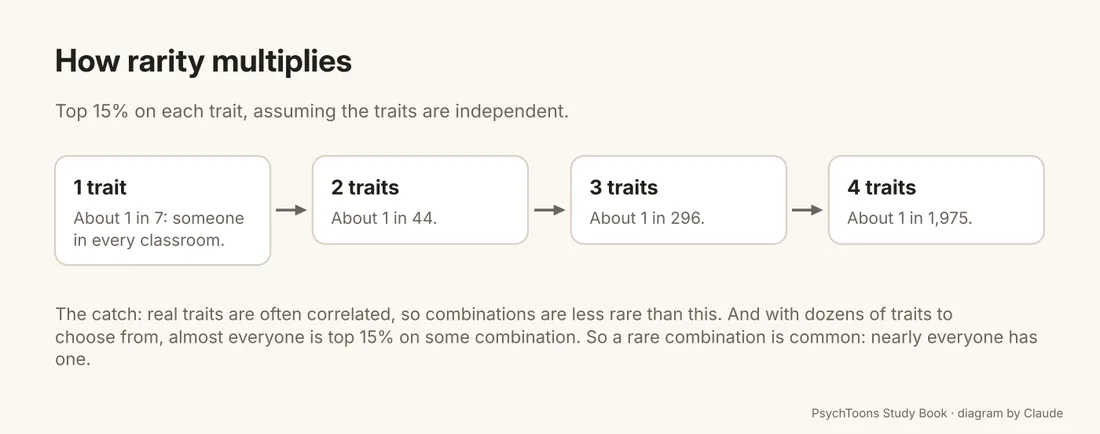 How rarity multiplies
Top 15% on each trait, assuming the traits are independent.
1 trait
About 1 in 7: someone
in every classroom.
2 traits
About 1 in 44.
3 traits
About 1 in 296.
4 traits
About 1 in 1,975.
The catch: real traits are often correlated, so combinations are less rare than this. And with dozens of traits to
choose from, almost everyone is top 15% on some combination. So a rare combination is common: nearly everyone has
one.
PsychToons Study Book · diagram by Claude